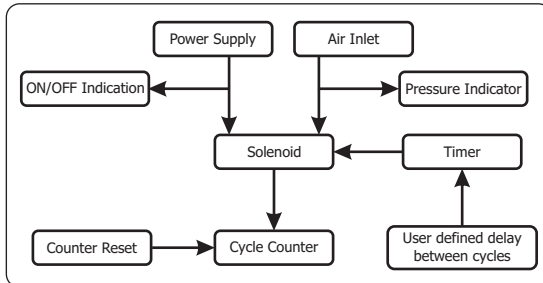 Power Supply
Air Inlet
ON/OFF Indication
Pressure Indicator
Solenoid
Timer
Counter Reset
Cycle Counter
User defined delay
between cycles